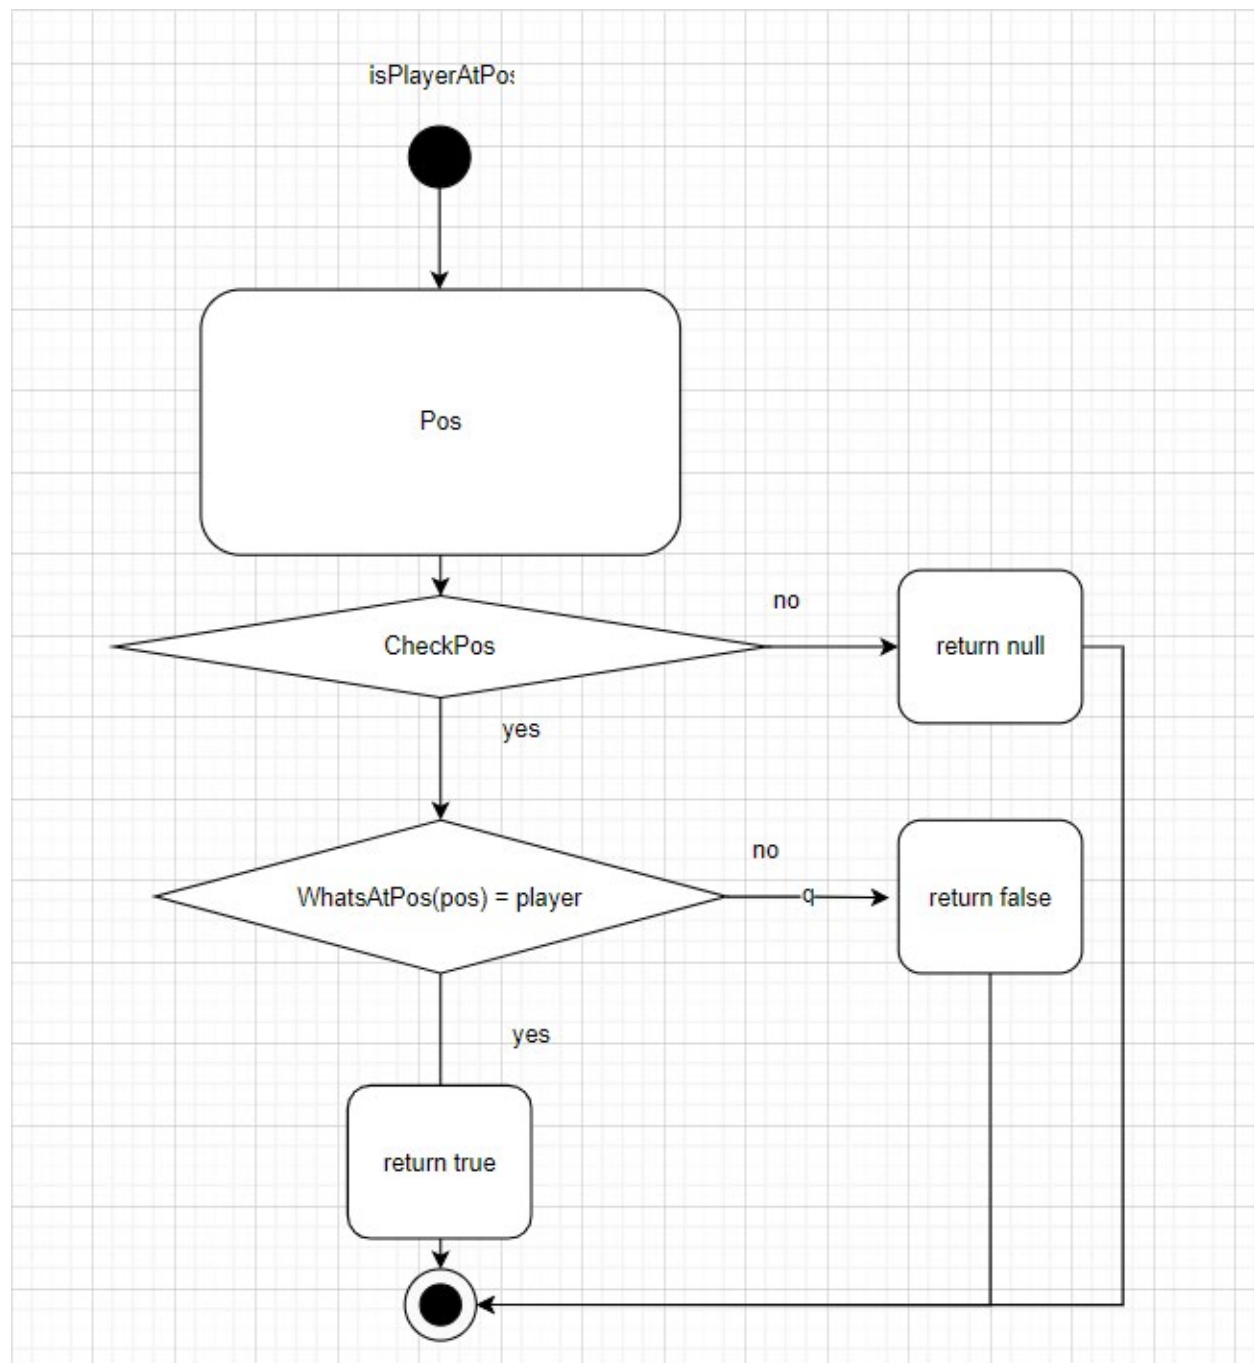 isPlayerAtPos
Pos
CheckPos
no
return null
yes
WhatsAtPos(pos) = player
no
q
return false
yes
return true